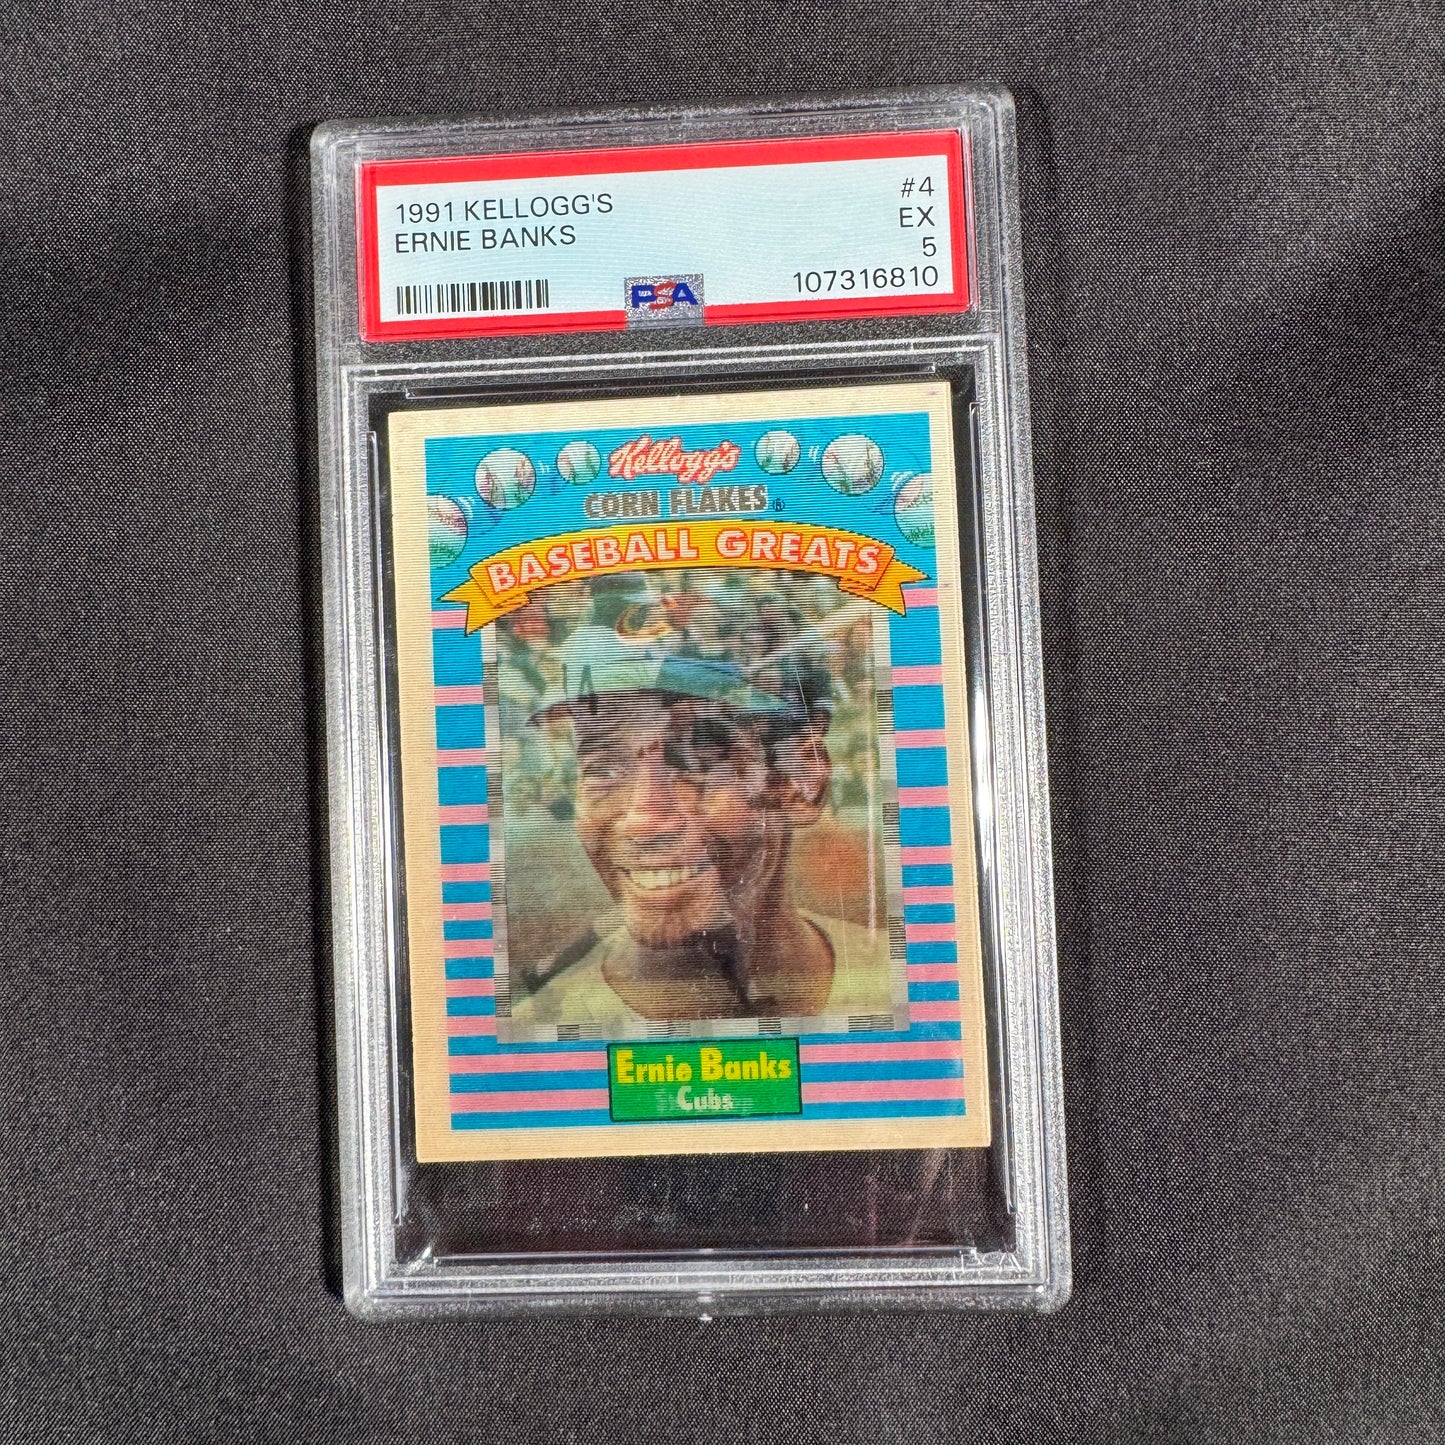 1991 KELLOGG'S
#4
ERNIE BANKS
EX
5
PSA
107316810
Kellogg's
CORN FLAKES®
BASEBALL GREATS
Ernie Banks
Cubs